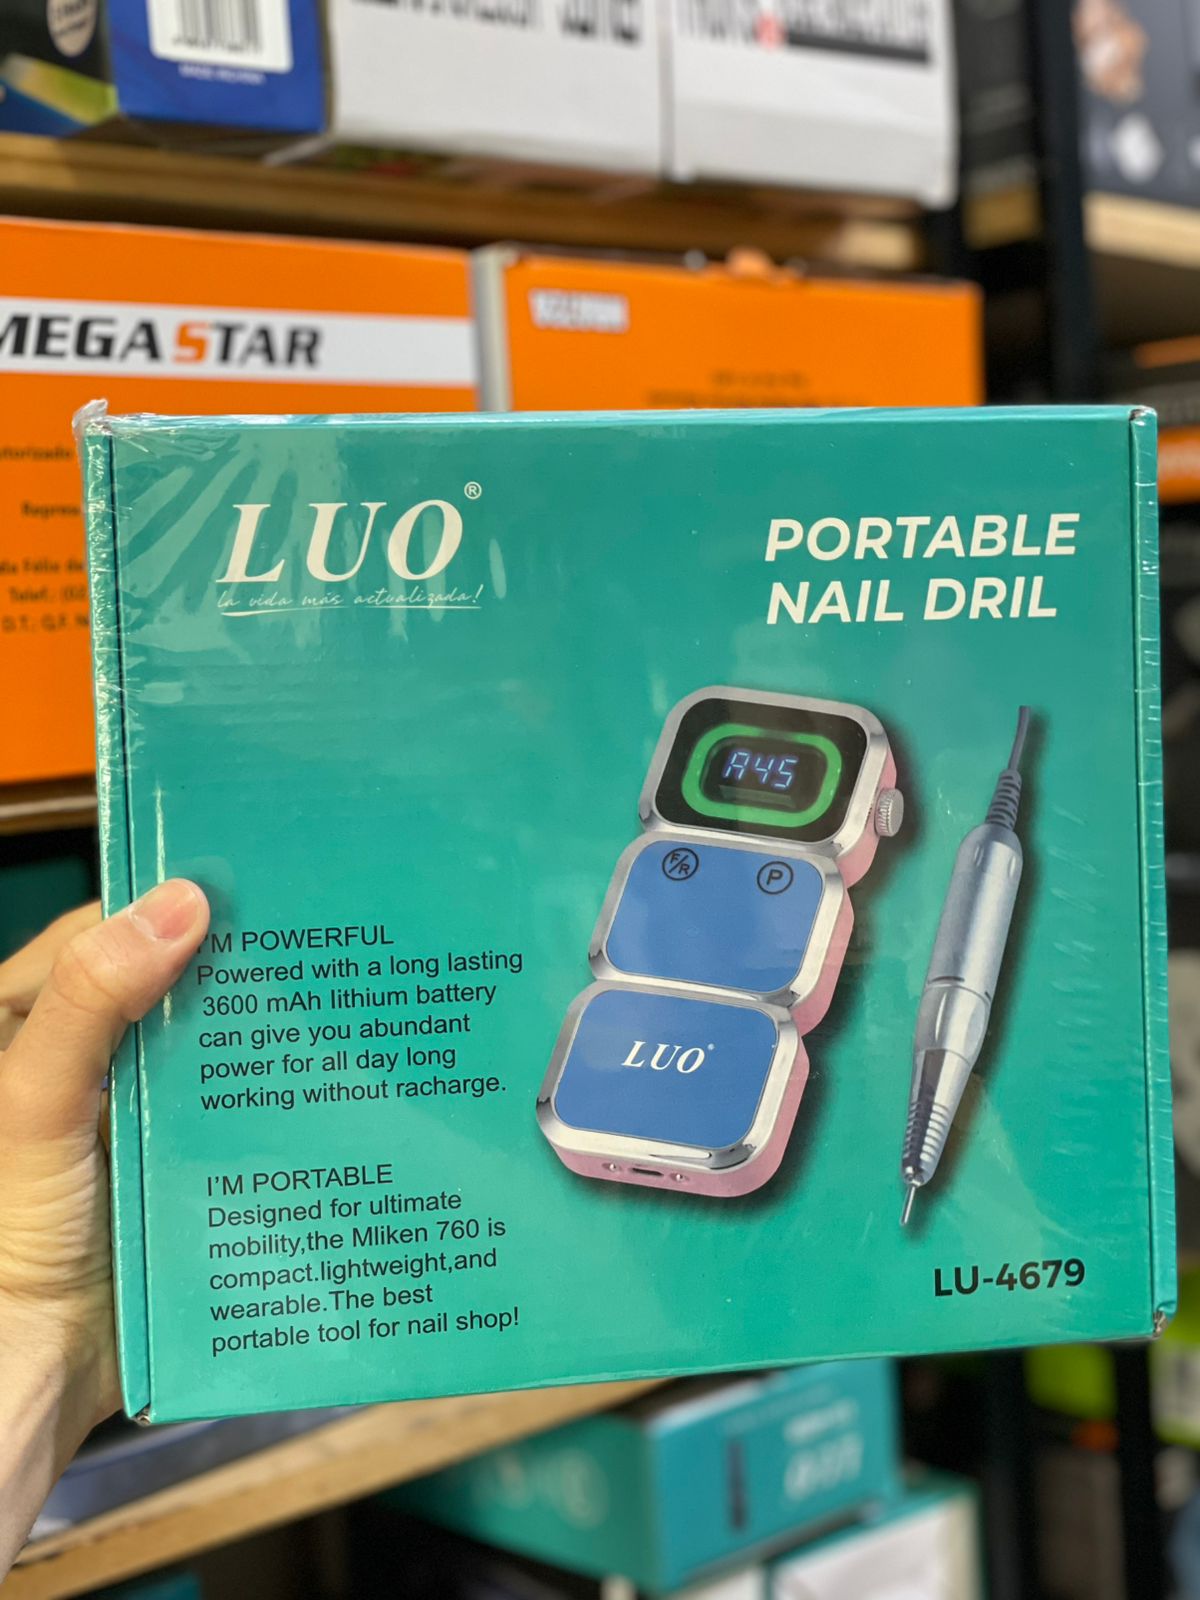 MEGA STAR
LUO®
la vida más actualizada!
PORTABLE
NAIL DRIL
A45
F/R
P
LUO
I'M POWERFUL
Powered with a long lasting
3600 mAh lithium battery
can give you abundant
power for all day long
working without racharge.
I'M PORTABLE
Designed for ultimate
mobility,the Mliken 760 is
compact.lightweight,and
wearable.The best
portable tool for nail shop!
LU-4679